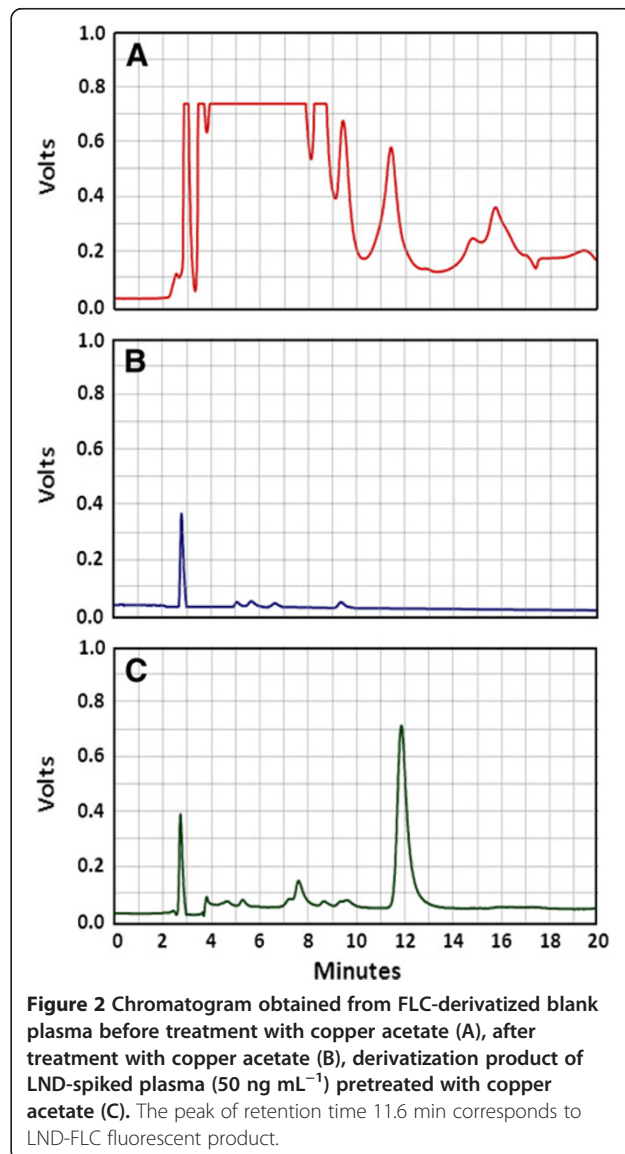 A
1.0
0.8
0.6
0.4
0.2
0.0
Volts
B
1.0
0.8
0.6
0.4
0.2
0.0
Volts
C
1.0
0.8
0.6
0.4
0.2
0.0
Volts
0 2 4 6 8 10 12 14 16 18 20
Minutes
Figure 2 Chromatogram obtained from FLC-derivatized blank
plasma before treatment with copper acetate (A), after
treatment with copper acetate (B), derivatization product of
LND-spiked plasma (50 ng mL⁻¹) pretreated with copper
acetate (C). The peak of retention time 11.6 min corresponds to
LND-FLC fluorescent product.